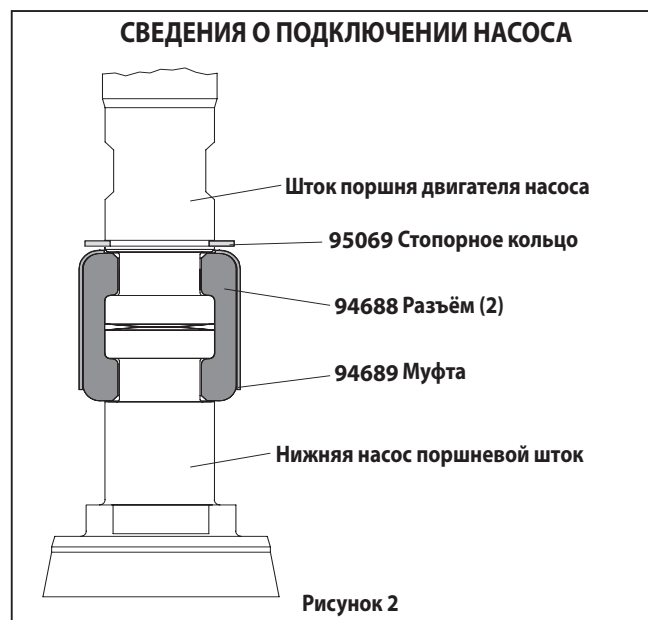 СВЕДЕНИЯ О ПОДКЛЮЧЕНИИ НАСОСА
Шток поршня двигателя насоса
95069 Стопорное кольцо
94688 Разъём (2)
94689 Муфта
Нижняя насос поршневой шток
Рисунок 2